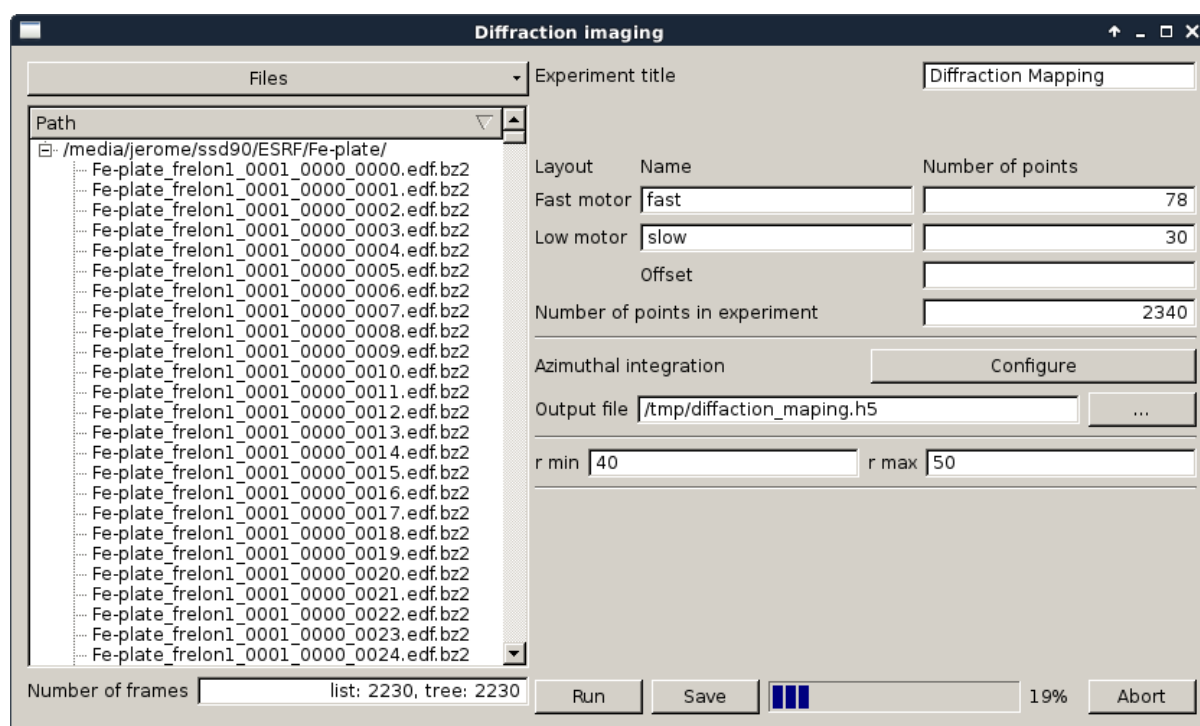 Diffraction imaging
Files
Path
/media/jerome/ssd90/ESRF/Fe-plate/
Fe-plate_frelon1_0001_0000_0000.edf.bz2
Fe-plate_frelon1_0001_0000_0001.edf.bz2
Fe-plate_frelon1_0001_0000_0002.edf.bz2
Fe-plate_frelon1_0001_0000_0003.edf.bz2
Fe-plate_frelon1_0001_0000_0004.edf.bz2
Fe-plate_frelon1_0001_0000_0005.edf.bz2
Fe-plate_frelon1_0001_0000_0006.edf.bz2
Fe-plate_frelon1_0001_0000_0007.edf.bz2
Fe-plate_frelon1_0001_0000_0008.edf.bz2
Fe-plate_frelon1_0001_0000_0009.edf.bz2
Fe-plate_frelon1_0001_0000_0010.edf.bz2
Fe-plate_frelon1_0001_0000_0011.edf.bz2
Fe-plate_frelon1_0001_0000_0012.edf.bz2
Fe-plate_frelon1_0001_0000_0013.edf.bz2
Fe-plate_frelon1_0001_0000_0014.edf.bz2
Fe-plate_frelon1_0001_0000_0015.edf.bz2
Fe-plate_frelon1_0001_0000_0016.edf.bz2
Fe-plate_frelon1_0001_0000_0017.edf.bz2
Fe-plate_frelon1_0001_0000_0018.edf.bz2
Fe-plate_frelon1_0001_0000_0019.edf.bz2
Fe-plate_frelon1_0001_0000_0020.edf.bz2
Fe-plate_frelon1_0001_0000_0021.edf.bz2
Fe-plate_frelon1_0001_0000_0022.edf.bz2
Fe-plate_frelon1_0001_0000_0023.edf.bz2
Fe-plate_frelon1_0001_0000_0024.edf.bz2
Number of frames list: 2230, tree: 2230
Experiment title Diffraction Mapping
Layout Name Number of points
Fast motor fast 78
Low motor slow 30
Offset
Number of points in experiment 2340
Azimuthal integration Configure
Output file /tmp/diffaction_maping.h5 ...
r min 40 r max 50
Run Save 19% Abort